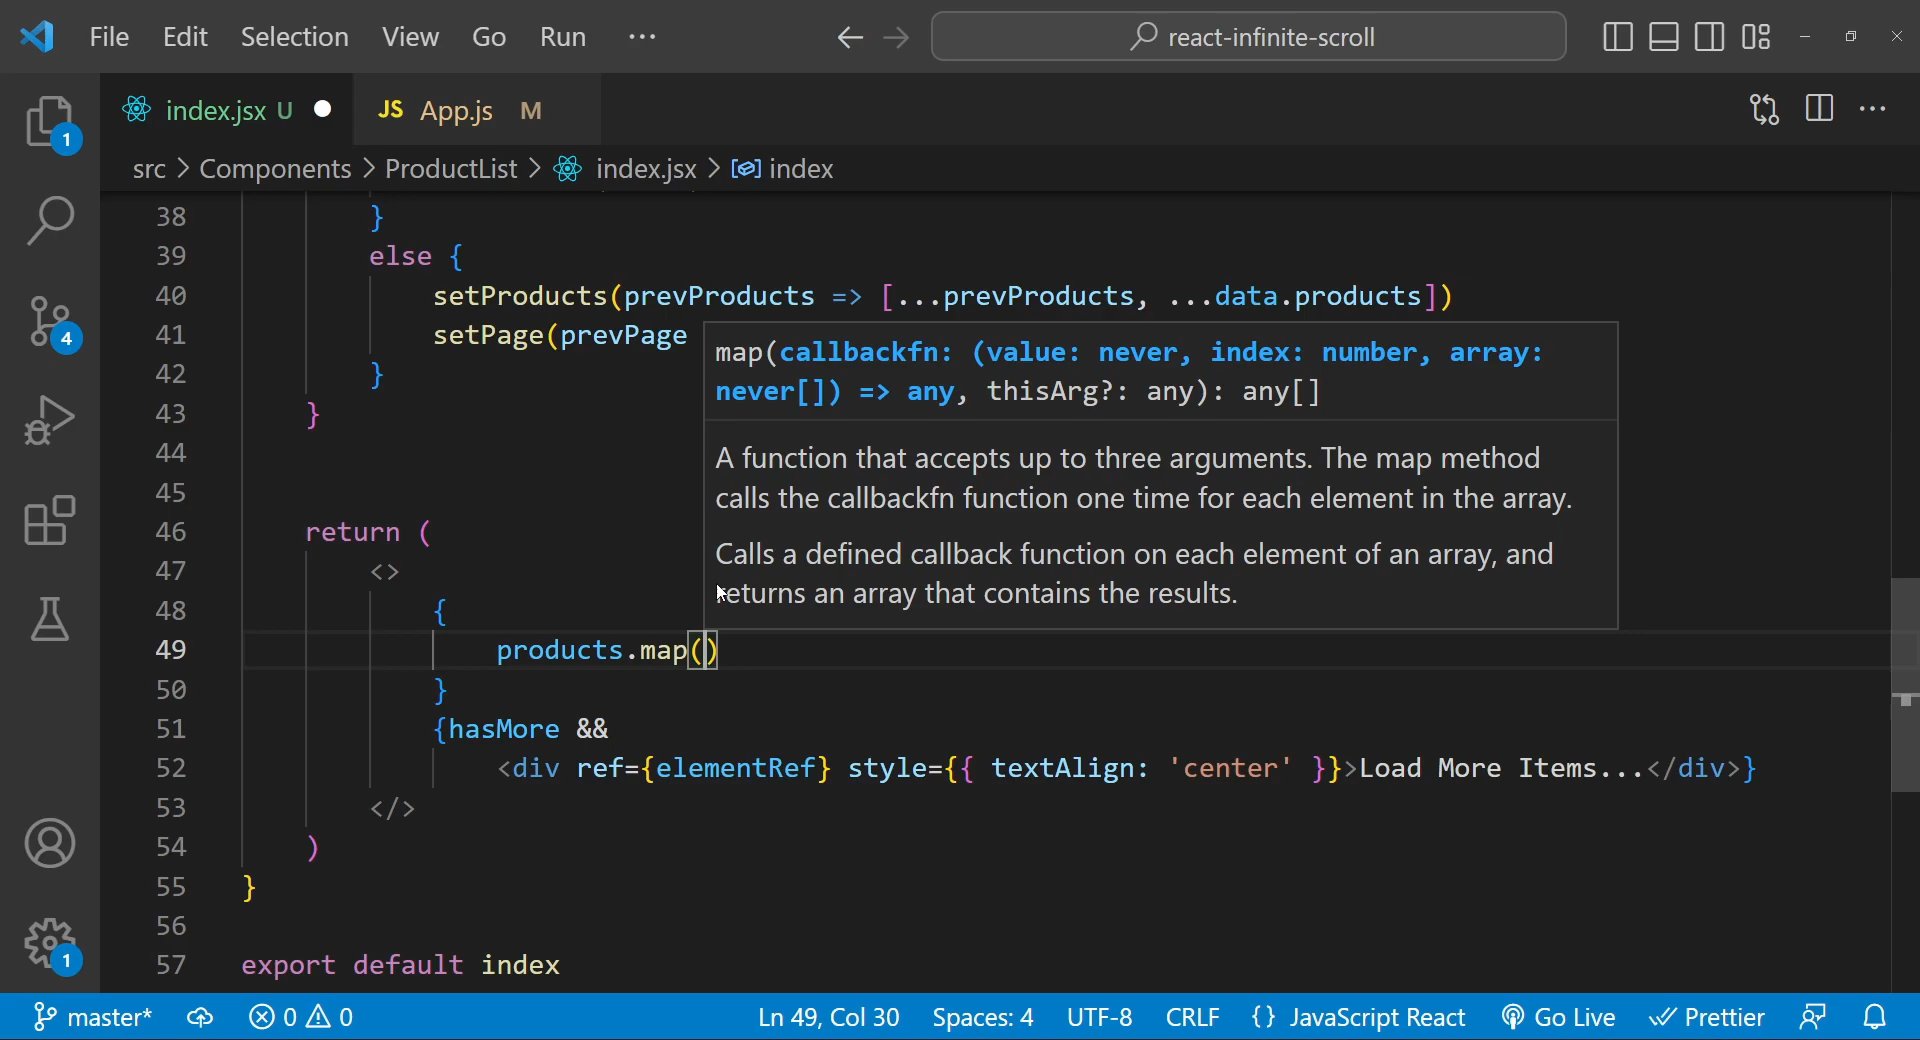 File Edit Selection View Go Run ··· react-infinite-scroll
index.jsx U JS App.js M
src > Components > ProductList > index.jsx > index
38 }
39 else {
40 setProducts(prevProducts => [...prevProducts, ...data.products])
41 setPage(prevPage
42 }
43 }
44
45
46 return (
47 <>
48 {
49 products.map()
50 }
51 {hasMore &&
52 <div ref={elementRef} style={{ textAlign: 'center' }}>Load More Items...</div>}
53 </>
54 )
55 }
56
57 export default index
map(callbackfn: (value: never, index: number, array:
never[]) => any, thisArg?: any): any[]
A function that accepts up to three arguments. The map method
calls the callbackfn function one time for each element in the array.
Calls a defined callback function on each element of an array, and
returns an array that contains the results.
1
4
1
master* 0 0 Ln 49, Col 30 Spaces: 4 UTF-8 CRLF {} JavaScript React Go Live Prettier